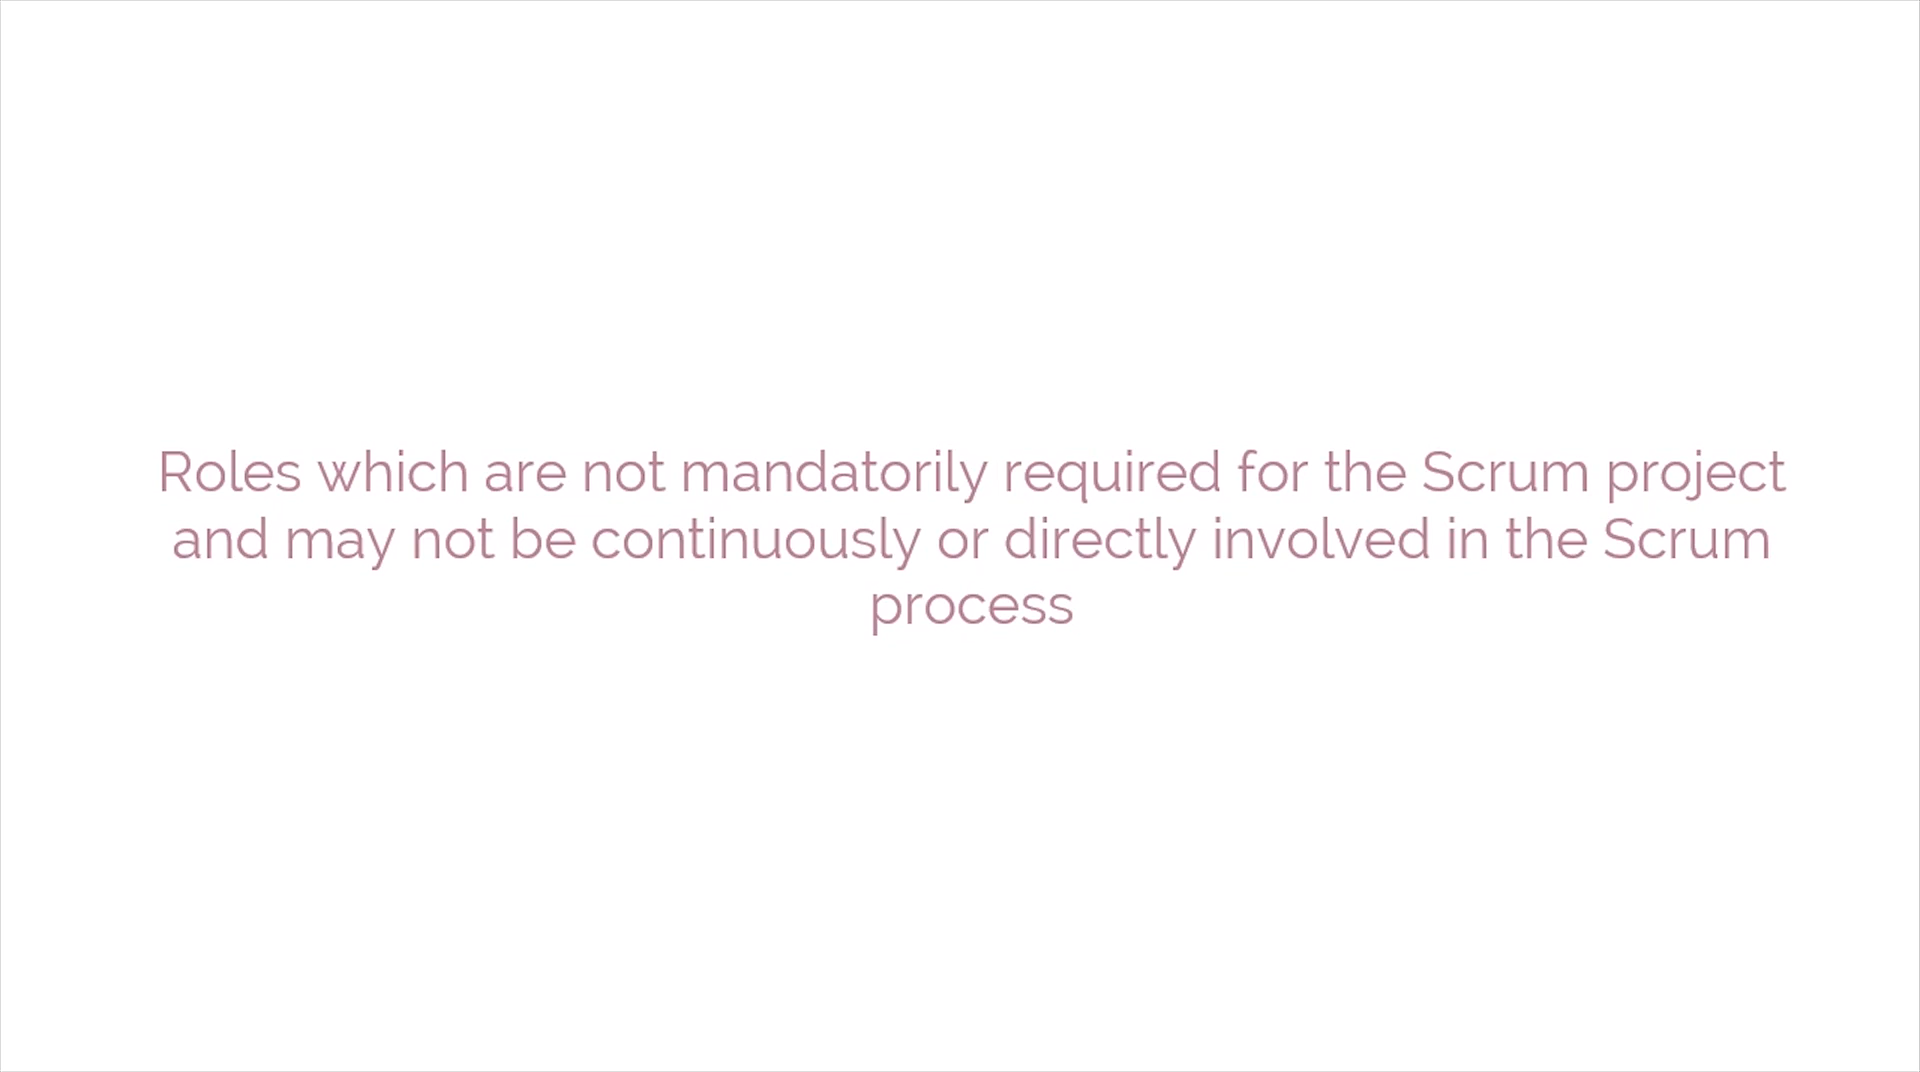 Roles which are not mandatorily required for the Scrum project
and may not be continuously or directly involved in the Scrum
process